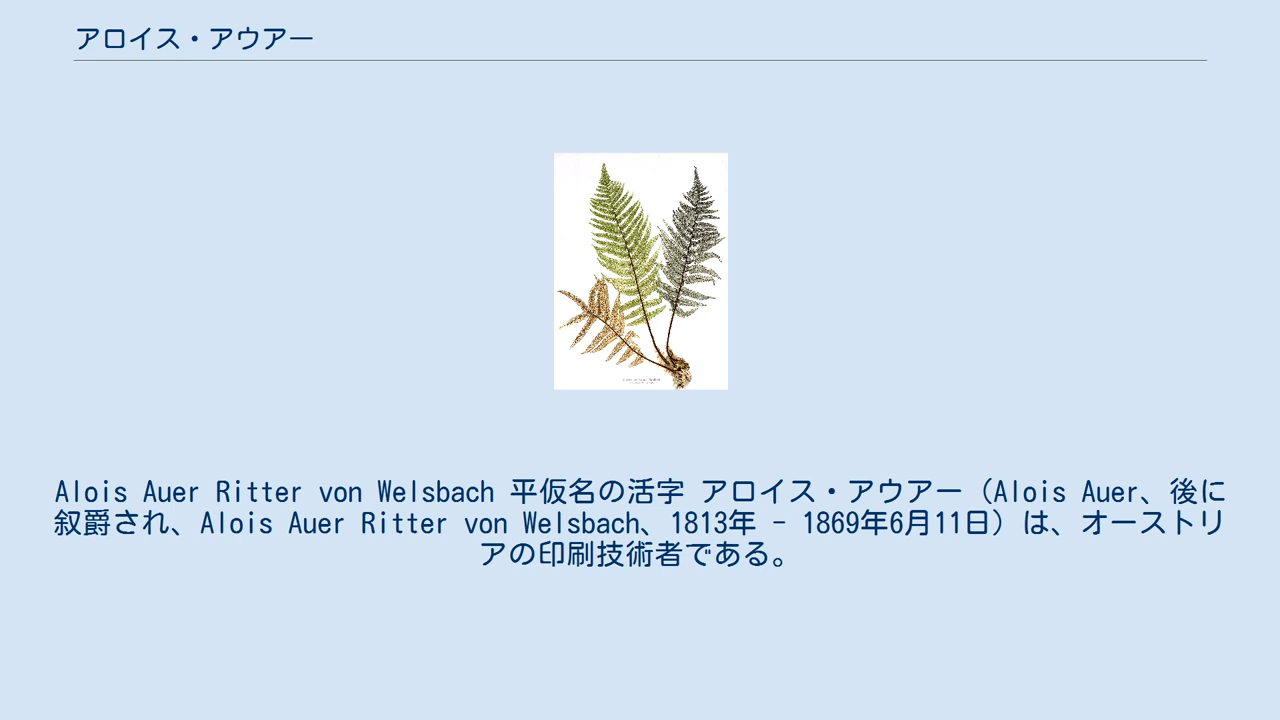 アロイス・アウアー
Alois Auer Ritter von Welsbach 平仮名の活字 アロイス・アウアー（Alois Auer、後に
叙爵され、Alois Auer Ritter von Welsbach、1813年 - 1869年6月11日）は、オーストリ
アの印刷技術者である。